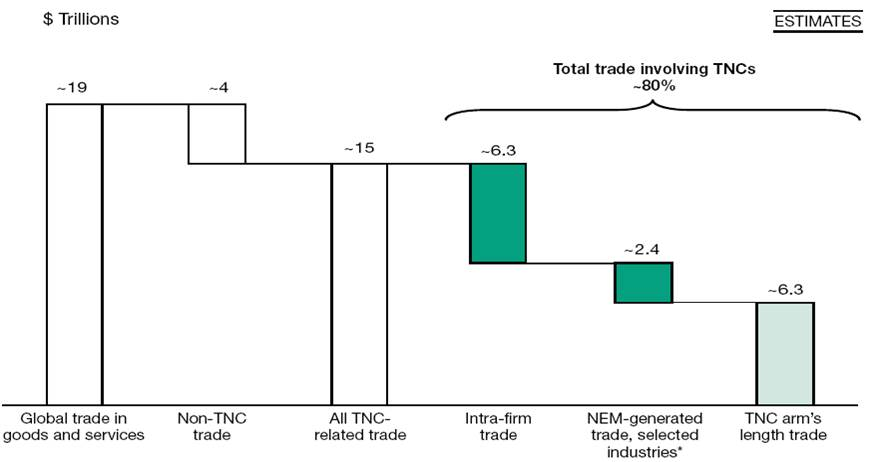 $ Trillions
ESTIMATES
Total trade involving TNCs
~80%
~19
~4
~15
~6.3
~2.4
~6.3
Global trade in
goods and services
Non-TNC
trade
All TNC-
related trade
Intra-firm
trade
NEM-generated
trade, selected
industries*
TNC arm's
length trade